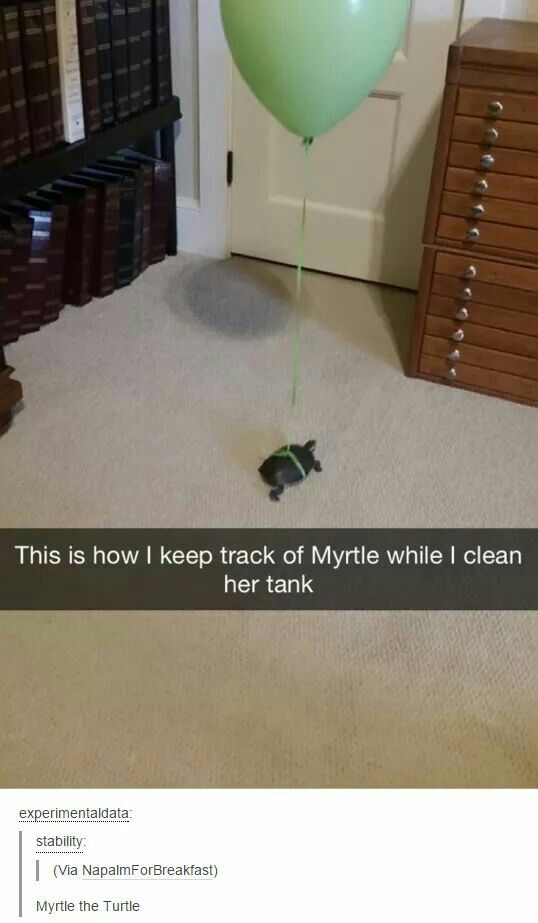 This is how I keep track of Myrtle while I clean
her tank
experimentaldata:
stability:
(Via NapalmForBreakfast)
Myrtle the Turtle